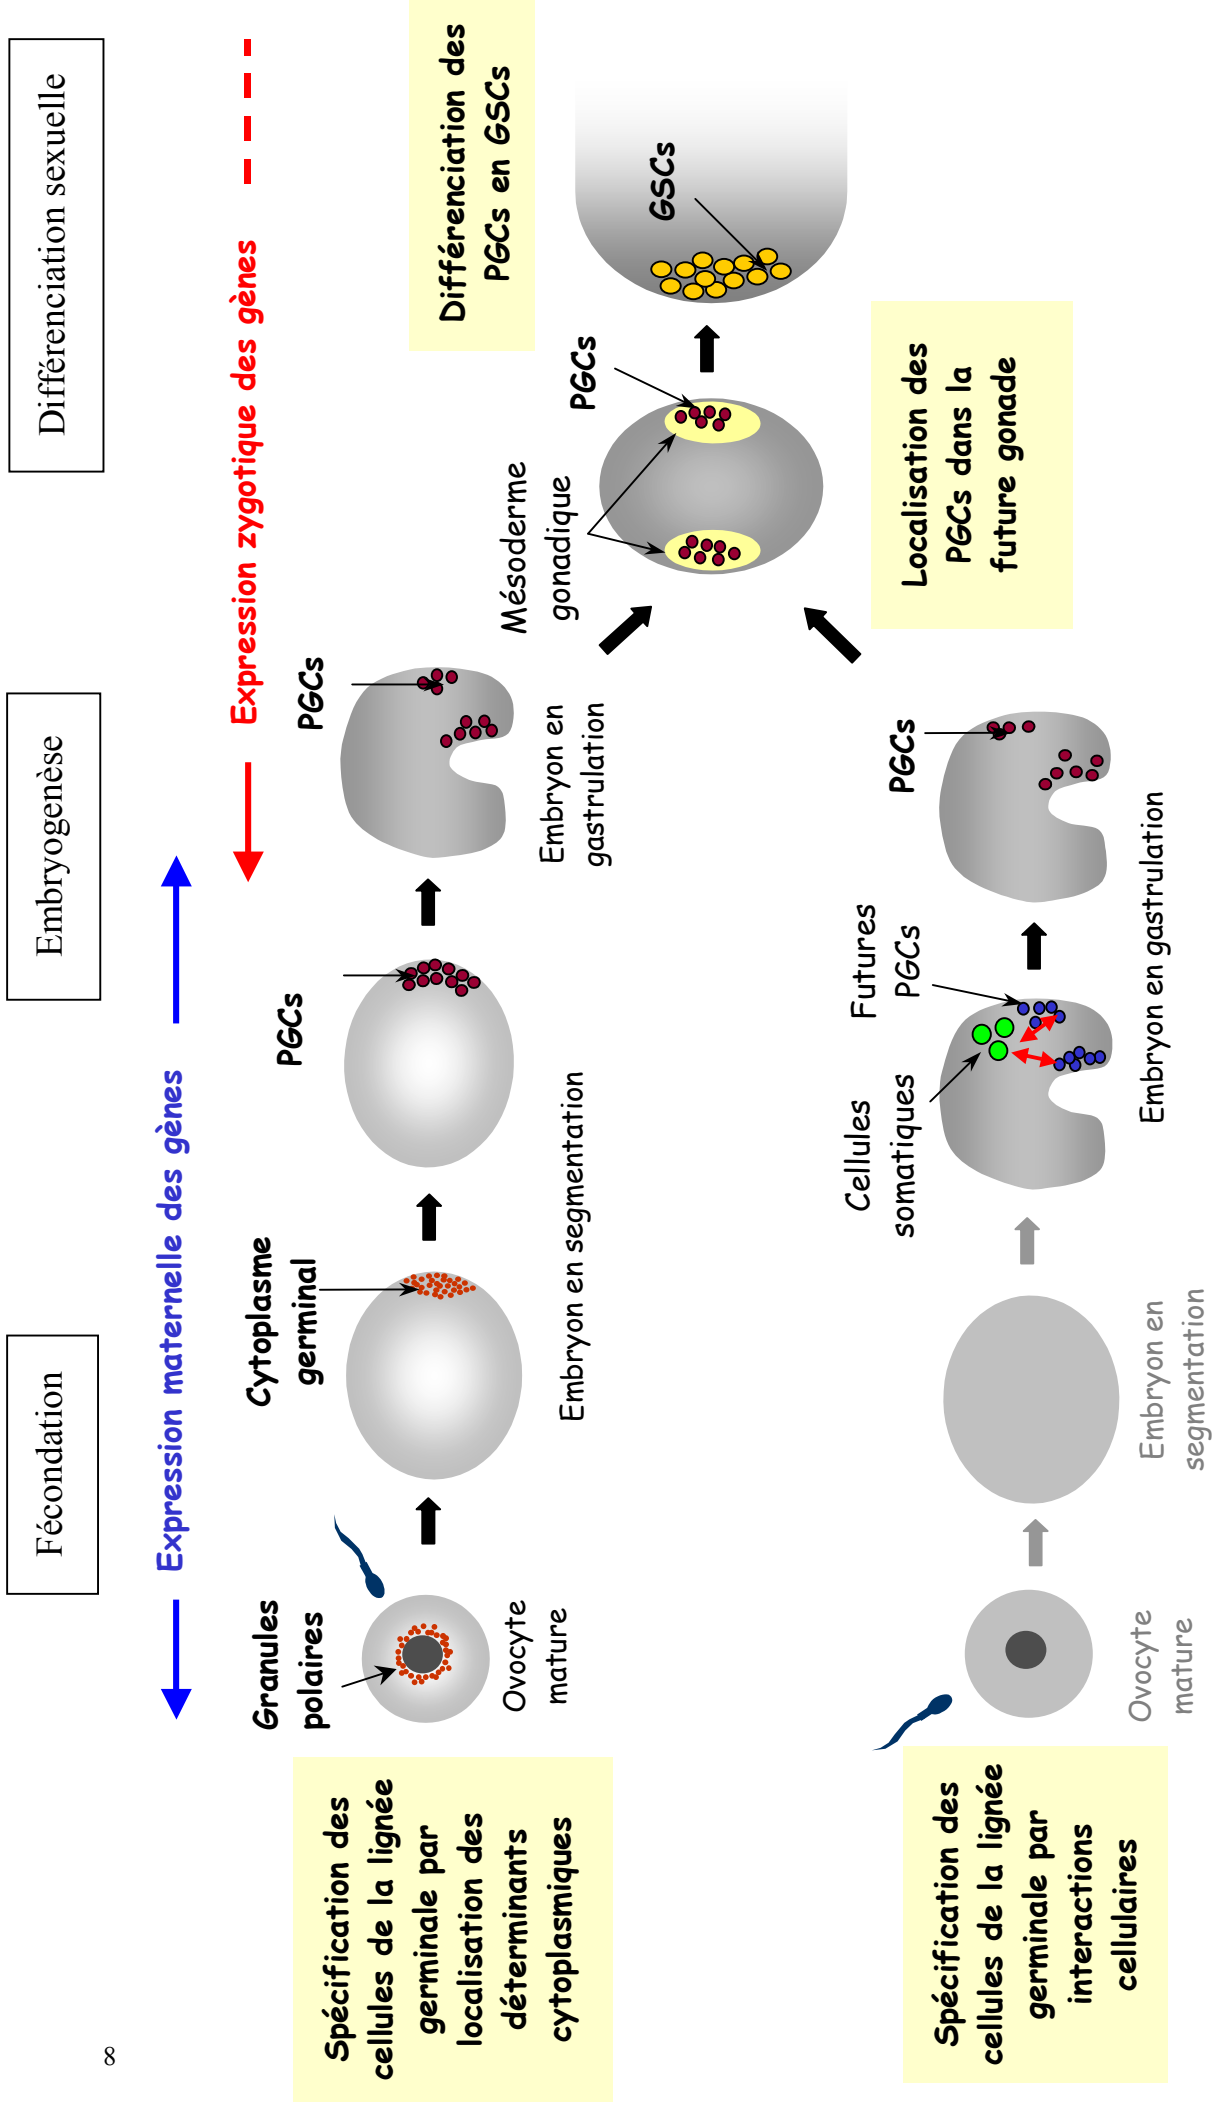 Fécondation
Embryogenèse
Différenciation sexuelle
Expression maternelle des gènes
Expression zygotique des gènes
Spécification des
cellules de la lignée
germinale par
localisation des
déterminants
cytoplasmiques
Granules
polaires
Ovocyte
mature
Cytoplasme
germinal
Embryon en segmentation
PGCs
PGCs
Embryon en
gastrulation
Mésoderme
gonadique
PGCs
Différenciation des
PGCs en GSCs
GSCs
Localisation des
PGCs dans la
future gonade
Spécification des
cellules de la lignée
germinale par
interactions
cellulaires
Ovocyte
mature
Embryon en
segmentation
Cellules
somatiques
Futures
PGCs
PGCs
Embryon en gastrulation
8